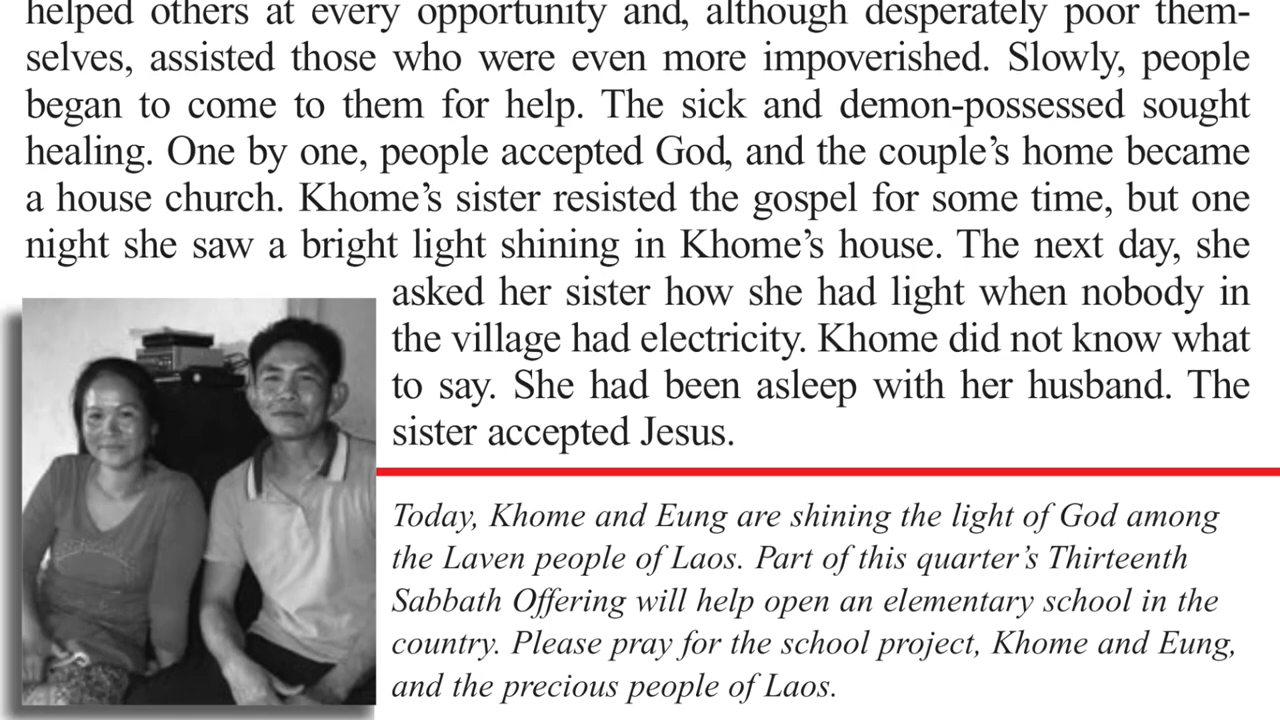 helped others at every opportunity and, although desperately poor them-
selves, assisted those who were even more impoverished. Slowly, people
began to come to them for help. The sick and demon-possessed sought
healing. One by one, people accepted God, and the couple’s home became
a house church. Khome’s sister resisted the gospel for some time, but one
night she saw a bright light shining in Khome’s house. The next day, she
asked her sister how she had light when nobody in
the village had electricity. Khome did not know what
to say. She had been asleep with her husband. The
sister accepted Jesus.
Today, Khome and Eung are shining the light of God among
the Laven people of Laos. Part of this quarter’s Thirteenth
Sabbath Offering will help open an elementary school in the
country. Please pray for the school project, Khome and Eung,
and the precious people of Laos.